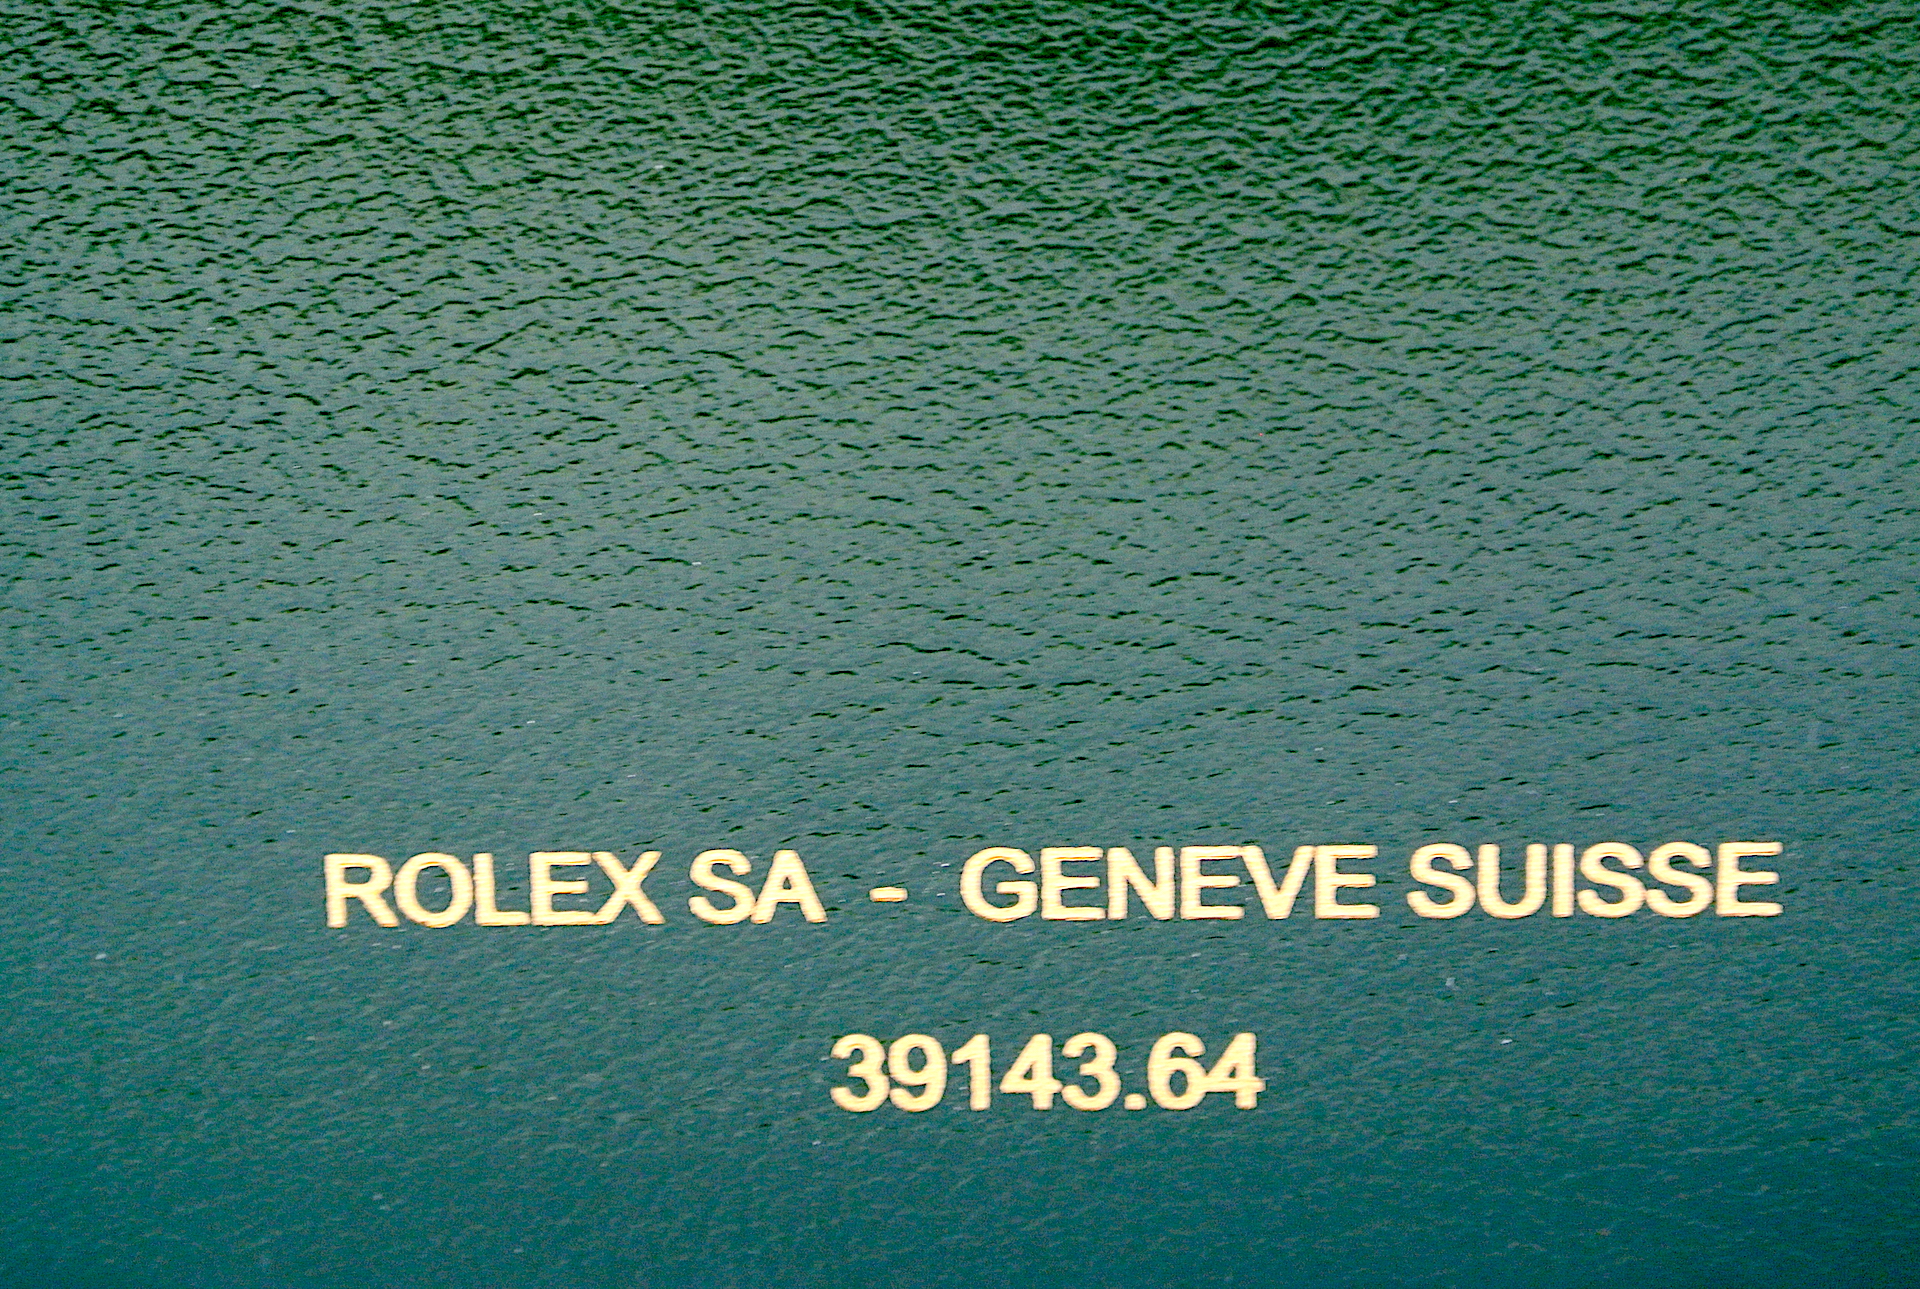 ROLEX SA - GENEVE SUISSE
39143.64